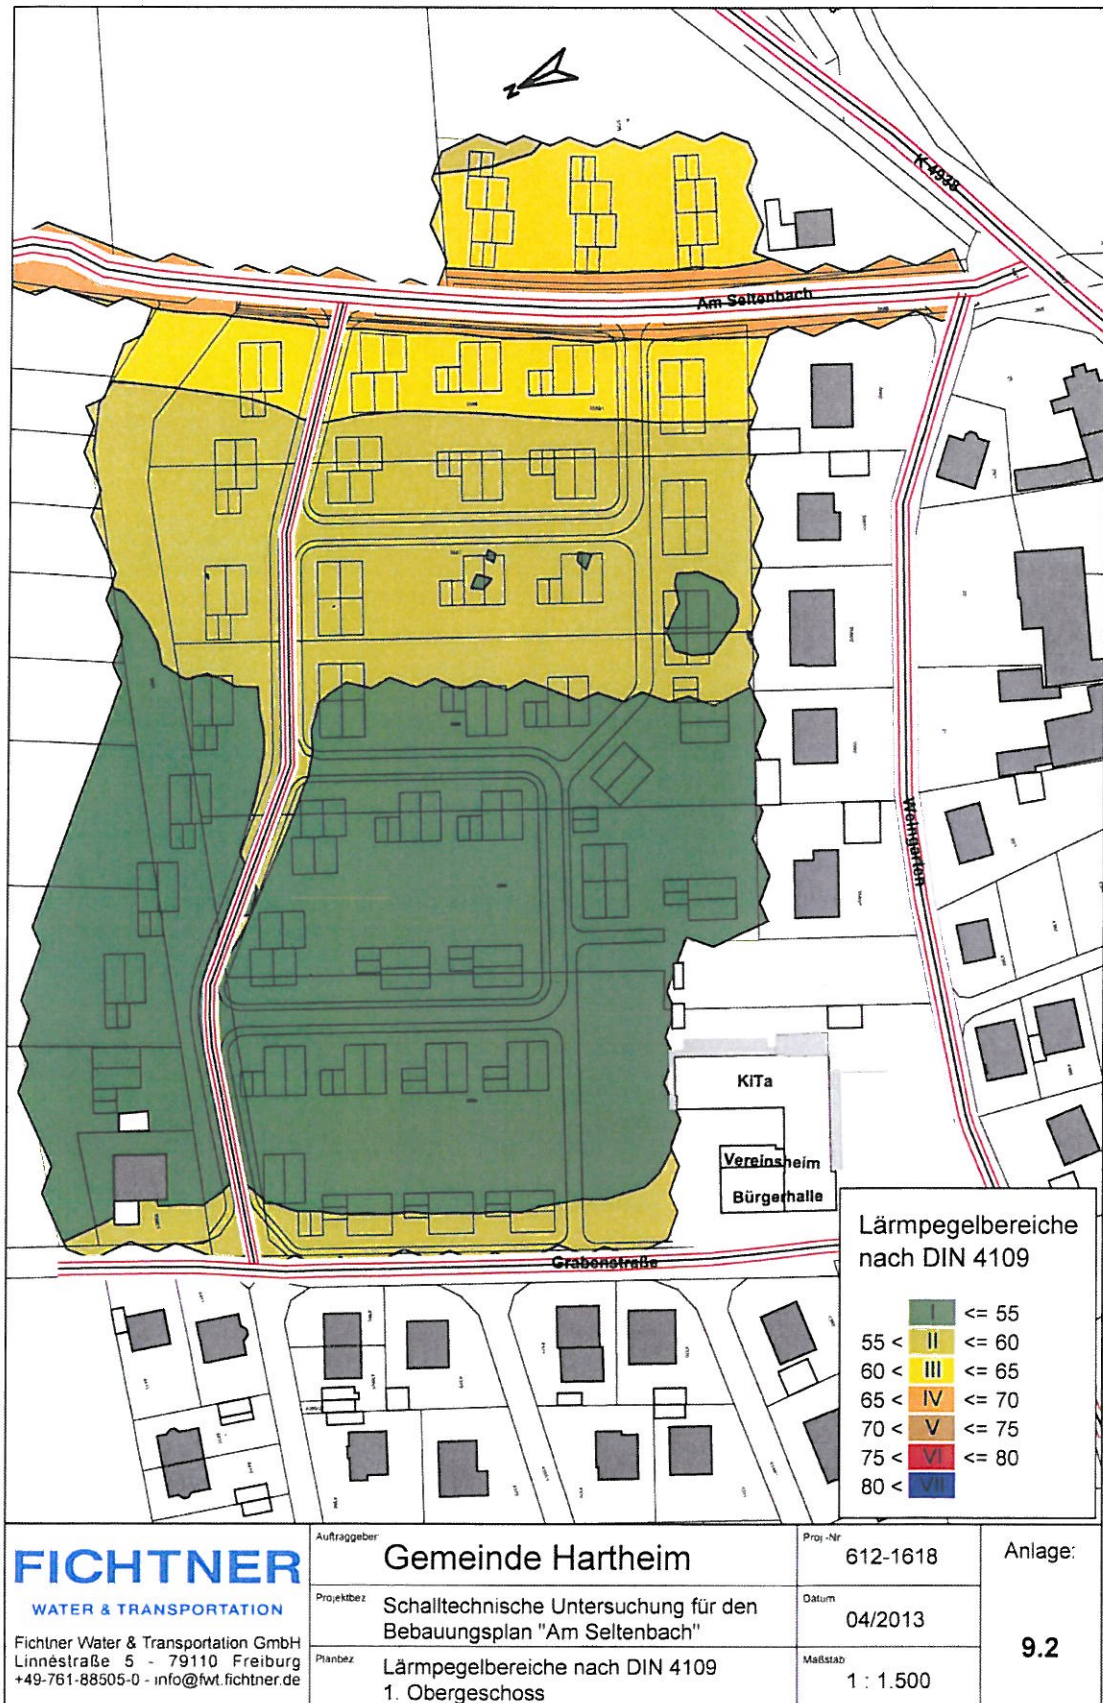 N
K 4938
Am Seltenbach
Weingarten
KiTa
Vereinsheim
Bürgerhalle
Grabenstraße
Lärmpegelbereiche
nach DIN 4109
I <= 55
55 < II <= 60
60 < III <= 65
65 < IV <= 70
70 < V <= 75
75 < VI <= 80
80 < VII
FICHTNER
WATER & TRANSPORTATION
Fichtner Water & Transportation GmbH
Linnéstraße 5 - 79110 Freiburg
+49-761-88505-0 - info@fwt.fichtner.de
Auftraggeber
Gemeinde Hartheim
Projektbez
Schalltechnische Untersuchung für den
Bebauungsplan "Am Seltenbach"
Planbez
Lärmpegelbereiche nach DIN 4109
1. Obergeschoss
Proj-Nr
612-1618
Datum
04/2013
Maßstab
1 : 1.500
Anlage:
9.2